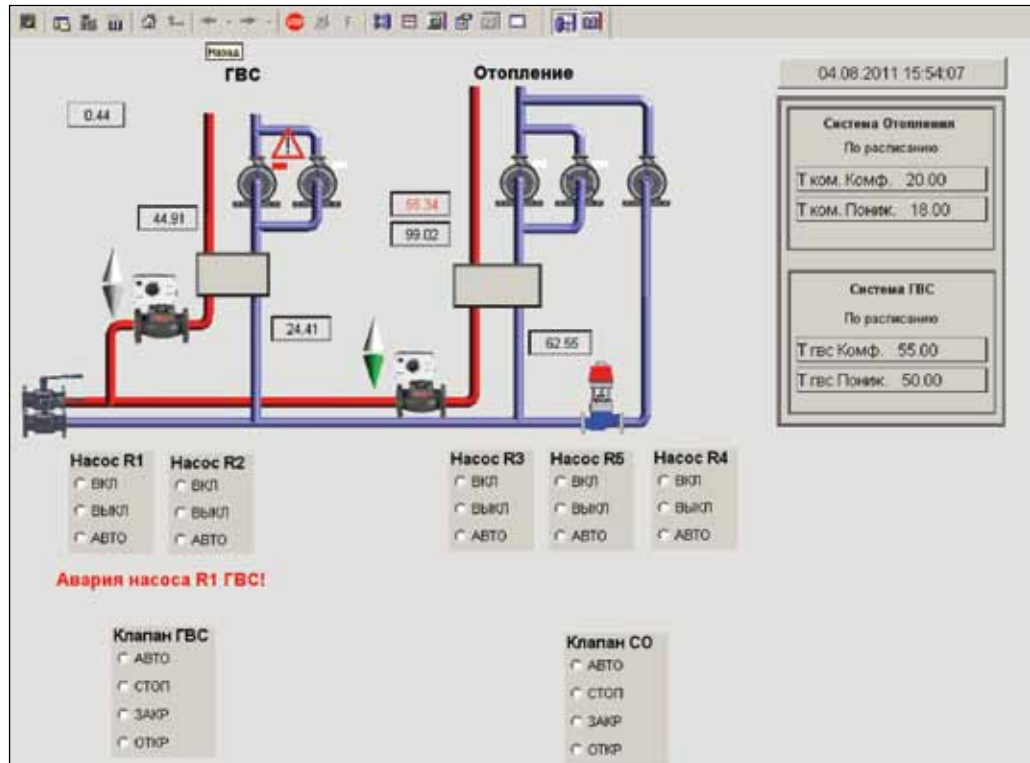 Назад
ГВС
Отопление
04.08.2011 15:54:07
0.44
Система Отопления
По расписанию
Т ком. Комф. 20.00
Т ком. Пониж. 18.00
44.91
55.34
99.02
Система ГВС
По расписанию
Т гвс Комф. 55.00
Т гвс Пониж. 50.00
24.41
62.55
Насос R1
ВКЛ
ВЫКЛ
АВТО
Насос R2
ВКЛ
ВЫКЛ
АВТО
Насос R3
ВКЛ
ВЫКЛ
АВТО
Насос R5
ВКЛ
ВЫКЛ
АВТО
Насос R4
ВКЛ
ВЫКЛ
АВТО
Авария насоса R1 ГВС!
Клапан ГВС
АВТО
СТОП
ЗАКР
ОТКР
Клапан СО
АВТО
СТОП
ЗАКР
ОТКР